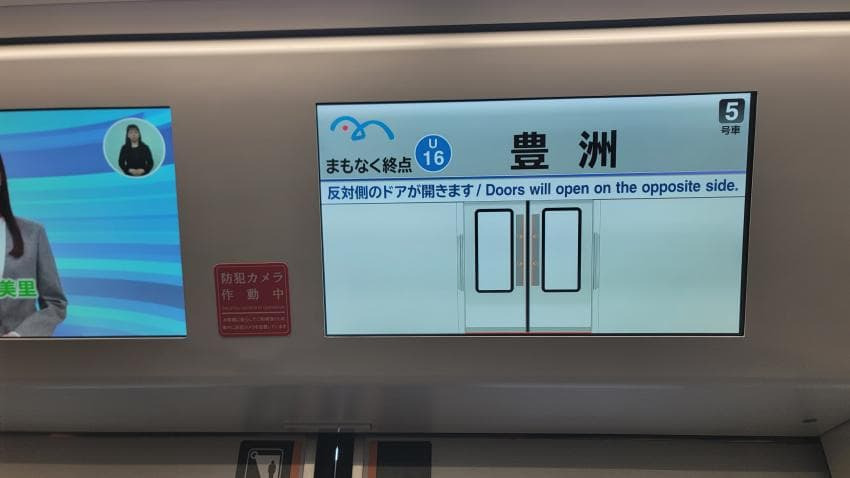 美里
防犯カメラ
作動中
まもなく終点
U
16
豊洲
5
号車
反対側のドアが開きます / Doors will open on the opposite side.